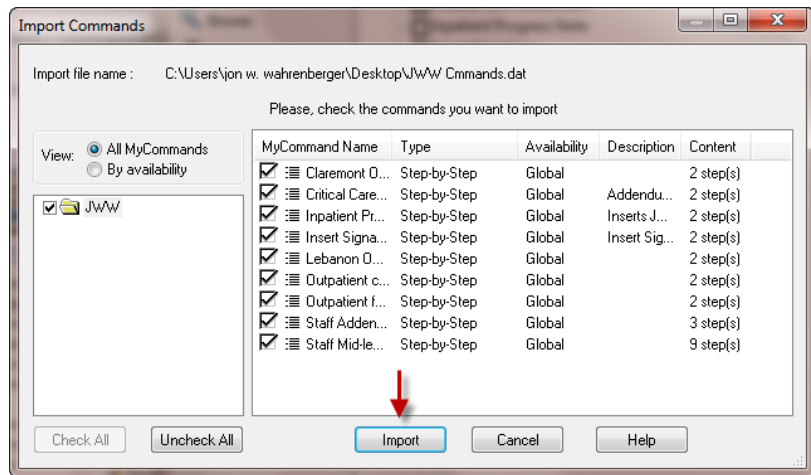 Import Commands
Import file name : C:\Users\jon w. wahrenberger\Desktop\JWW Cmmands.dat
Please, check the commands you want to import
View: All MyCommands
By availability
JWW
MyCommand Name Type Availability Description Content
Claremont O... Step-by-Step Global 2 step(s)
Critical Care... Step-by-Step Global Addendu... 2 step(s)
Inpatient Pr... Step-by-Step Global Inserts J... 2 step(s)
Insert Signa... Step-by-Step Global Insert Sig... 2 step(s)
Lebanon O... Step-by-Step Global 2 step(s)
Outpatient c... Step-by-Step Global 2 step(s)
Outpatient f... Step-by-Step Global 2 step(s)
Staff Adden... Step-by-Step Global 3 step(s)
Staff Mid-le... Step-by-Step Global 9 step(s)
Check All Uncheck All Import Cancel Help